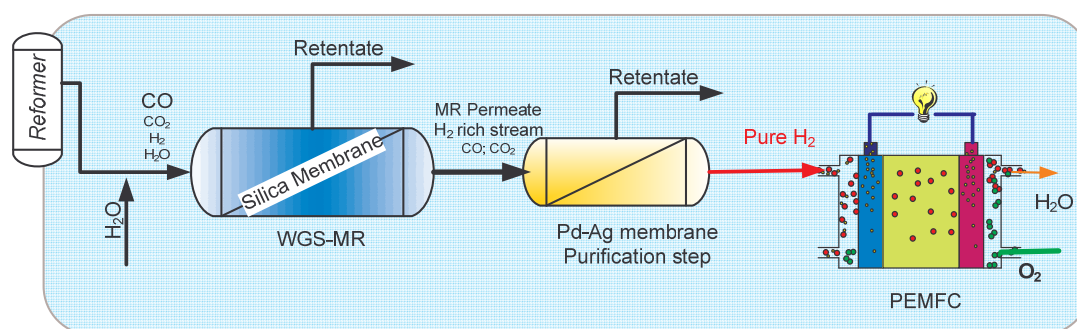 Reformer
CO
CO₂
H₂
H₂O
H₂O
Retentate
Silica Membrane
WGS-MR
MR Permeate
H₂ rich stream
CO; CO₂
Retentate
Pd-Ag membrane
Purification step
Pure H₂
H₂O
O₂
PEMFC